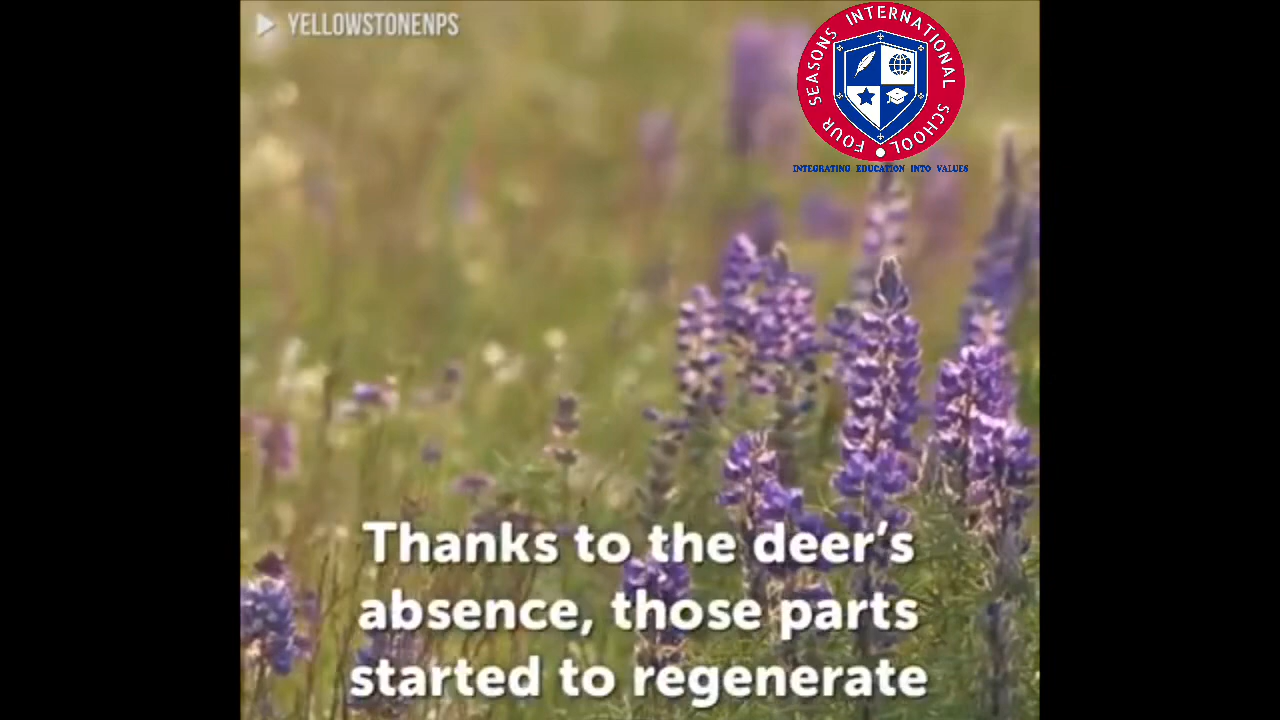 YELLOWSTONENPS
FOUR SEASONS INTERNATIONAL SCHOOL
INTEGRATING EDUCATION INTO VALUES
Thanks to the deer's
absence, those parts
started to regenerate